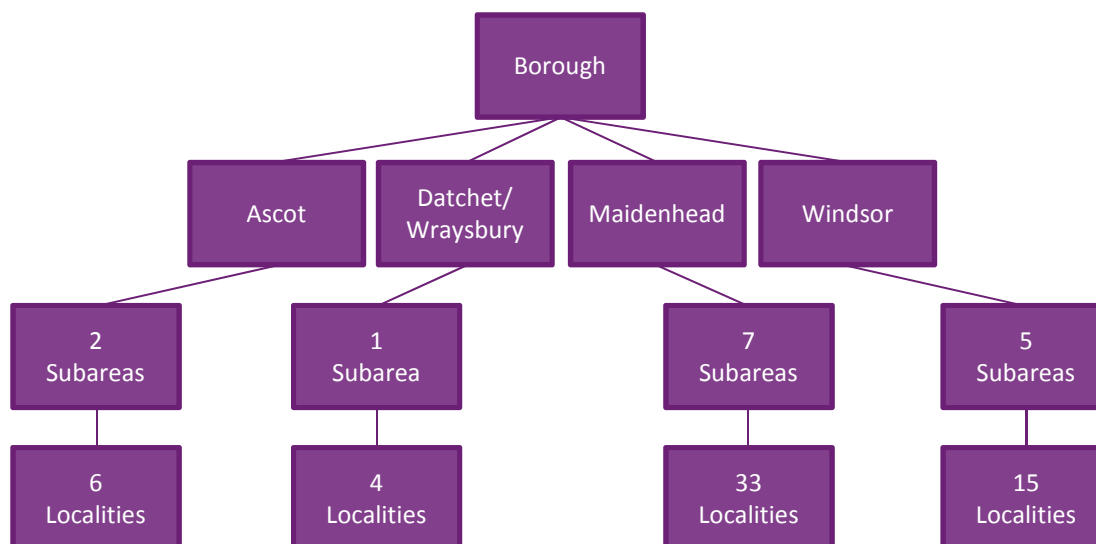 Borough
Ascot
Datchet/
Wraysbury
Maidenhead
Windsor
2
Subareas
1
Subarea
7
Subareas
5
Subareas
6
Localities
4
Localities
33
Localities
15
Localities